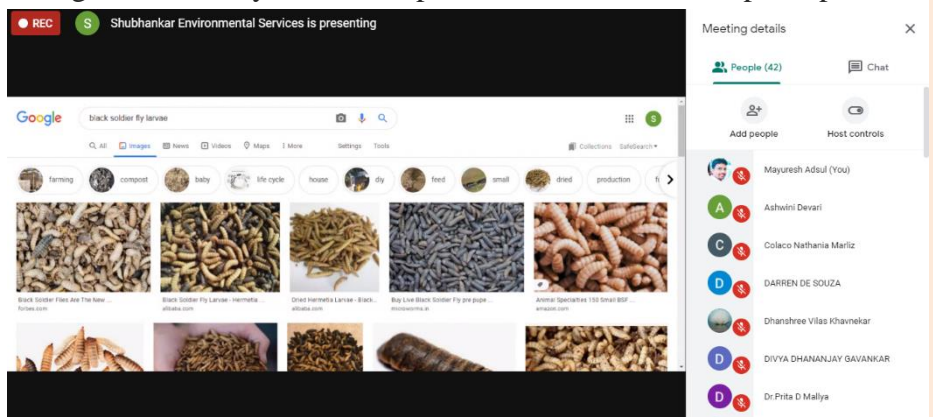 REC
S
Shubhankar Environmental Services is presenting
Google
black soldier fly larvae
S
All Images News Videos Maps More Settings Tools
Collections SafeSearch
farming compost baby life cycle house diy feed small dried production
Black Soldier Flies Are The New ...
forbes.com
Black Soldier Fly Larvae - Hermetia ...
alibaba.com
Dried Hermetia Larvae - Black...
alibaba.com
Buy Live Black Soldier Fly pre pupe ...
Animal Specialties 150 Small BSF ...
amazon.com
Meeting details
People (42) Chat
Add people Host controls
Mayuresh Adsul (You)
A Ashwini Devari
C Colaco Nathania Marliz
D DARREN DE SOUZA
Dhanshree Vilas Khavnekar
D DIVYA DHANANJAY GAVANKAR
D Dr.Prita D Mallya